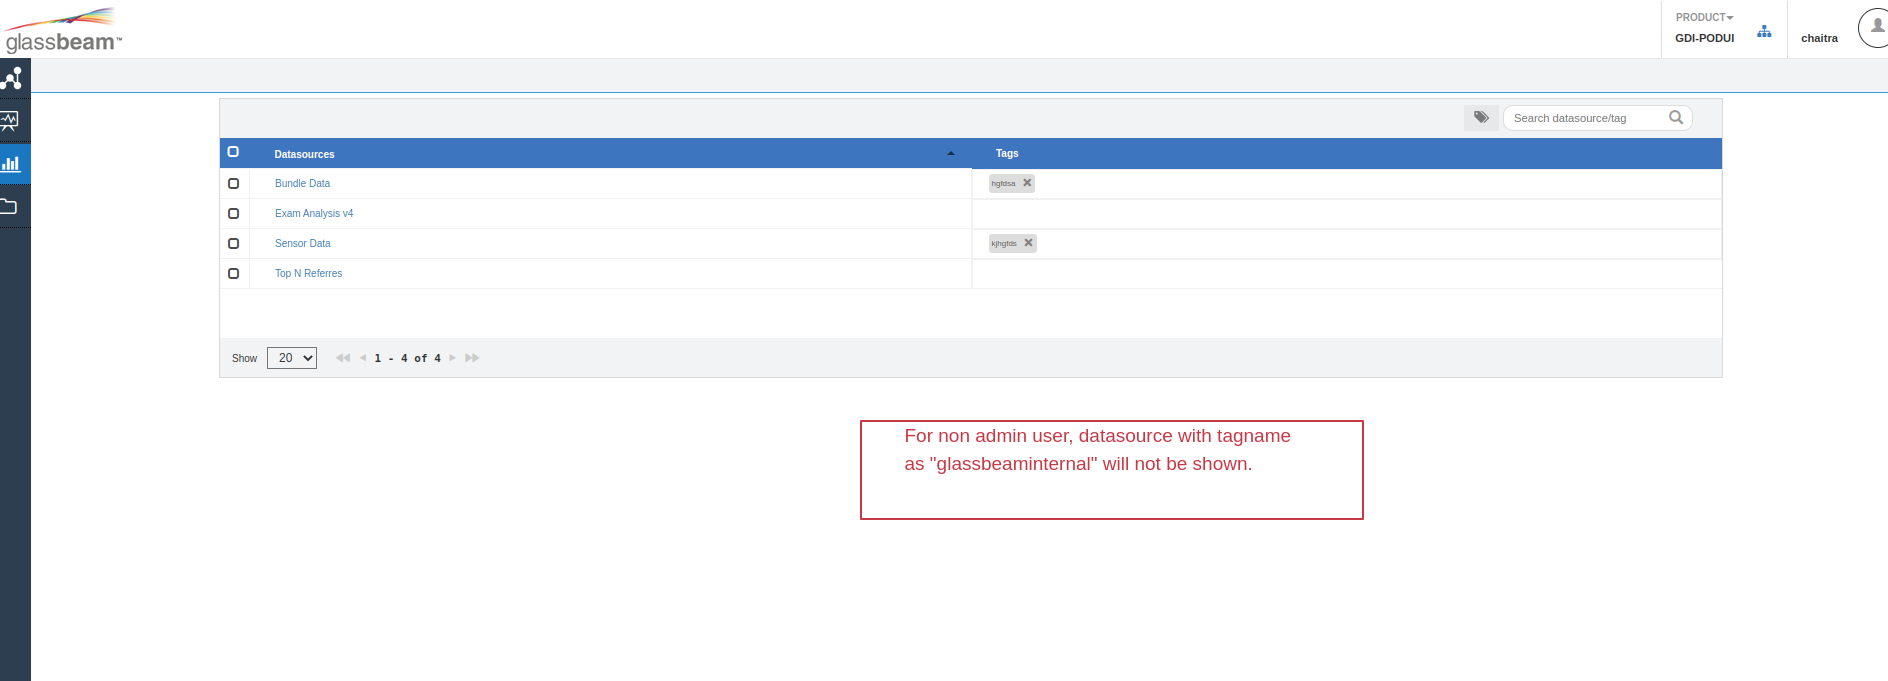 glassbeam™
PRODUCT
GDI-PODUI
chaitra
Search datasource/tag
Datasources
Tags
Bundle Data
hgfdsa
Exam Analysis v4
Sensor Data
kjhgfds
Top N Referres
Show 20 1 - 4 of 4
For non admin user, datasource with tagname
as "glassbeaminternal" will not be shown.